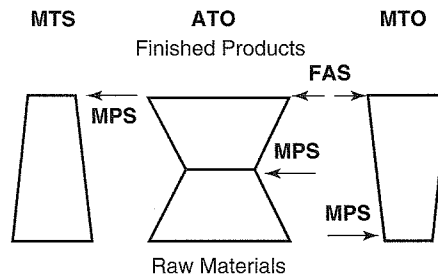 MTS ATO MTO
Finished Products
FAS
MPS
MPS
MPS
Raw Materials